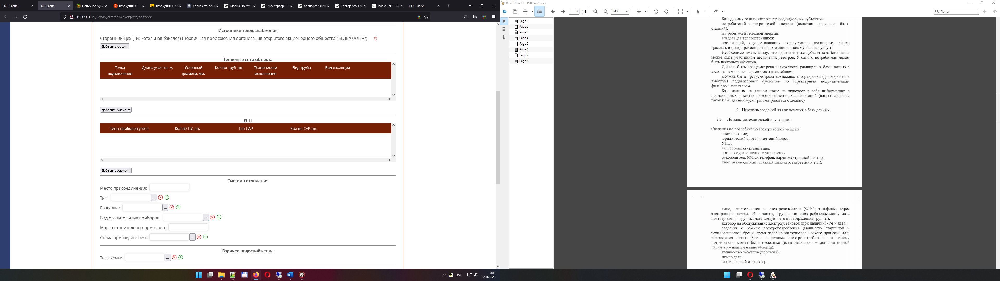 ПО "Базис"
ПО "Базис"
Поиск юридиче
база данных —
база данных pn
Какие есть onli
Mozilla Firefox -
DNS-сервер —
Корпоративная
Сервер базы да
JavaScript — Ви
ПО "Базис"
10.171.1.15/BASIS_arm/admin/objects/edit/228
Источники теплоснабжения
Сторонний:Цех (ТИ: котельная бакалея) (Первичная профсоюзная организация открытого акционерного общества "БЕЛБАКАЛЕЯ")
Добавить объект
Тепловые сети объекта
Точка подключения
Длина участка, м.
Условный диаметр, мм.
Кол-во труб, шт.
Техническое исполнение
Вид трубы
Вид изоляции
Добавить элемент
ИТП
Типы приборов учета
Кол-во ПУ, шт.
Тип САР
Кол-во САР, шт.
Добавить элемент
Система отопления
Место присоединения:
Тип: ...
Разводка: ...
Вид отопительных приборов: ...
Марка отопительных приборов:
Схема присоединения: ...
Горячее водоснабжение
Тип схемы: ...
РУС
15:11
12.11.2021
03-6 ТЗ от ГУ - PDF24 Reader
3 / 8
74%
Поиск
Page 1
Page 2
Page 3
Page 4
Page 5
Page 6
Page 7
Page 8
База данных охватывает реестр поднадзорных субъектов:
потребителей электрической энергии (включая владельцев блок-
станций);
потребителей тепловой энергии;
владельцев теплоисточников;
организаций, осуществляющих эксплуатацию жилищного фонда
граждан, и (или) предоставляющих жилищно-коммунальные услуги.
Необходимо иметь ввиду, что один и тот же субъект хозяйствования
может быть участником нескольких реестров. У одного потребителя может
быть несколько объектов.
Должна быть предусмотрена возможность расширения базы данных с
включением новых параметров в дальнейшем.
Должна быть предусмотрена возможность сортировки (формирования
выборки) поднадзорных субъектов по структурным подразделениям
филиала/инспекторам.
База данных на данном этапе не включает в себя информацию о
поднадзорных объектах энергоснабжающих организаций (вопрос создания
такой базы данных будет рассматриваться отдельно).
2. Перечень сведений для включения в базу данных
2.1. По электротехнической инспекции:
Сведения по потребителю электрической энергии:
наименование;
юридический адрес и почтовый адрес;
УНП;
вышестоящая организация;
орган государственного управления;
руководитель (ФИО, телефон, адрес электронной почты);
иные руководители (главный инженер, энергетик и т.д.);
лицо, ответственное за электрохозяйство (ФИО, телефоны, адрес
электронной почты, № приказа, группа по электробезопасности, дата
подтверждения группы, дата следующего подтверждения группы);
договор на обслуживание электроустановок (при наличии) - № и дата;
сведения о режиме электропотребления (мощность аварийной и
технологической брони, время завершения технологического процесса, дата
составления акта). Актов о режиме электропотребления по одному
потребителю может быть несколько (если несколько – дополнительный
параметр – наименование объекта);
количество объектов (перечень);
номер дела;
закрепленный инспектор.